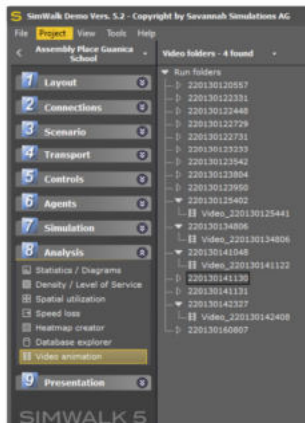 SimWalk Demo Vers. 5.2 - Copyright by Savannah Simulations AG
File Project View Tools Help
Assembly Place Guanica
School
1 Layout
2 Connections
3 Scenario
4 Transport
5 Controls
6 Agents
7 Simulation
8 Analysis
Statistics / Diagrams
Density / Level of Service
Spatial utilization
Speed loss
Heatmap creator
Database explorer
Video animation
9 Presentation
SIMWALK 5
Video folders - 4 found
Run folders
220130120557
220130122331
220130122448
220130122729
220130122731
220130123233
220130123542
220130123804
220130123950
220130125402
Video_220130125441
220130134806
Video_220130134806
220130141048
Video_220130141122
220130141130
220130141131
220130142327
Video_220130142408
220130160807